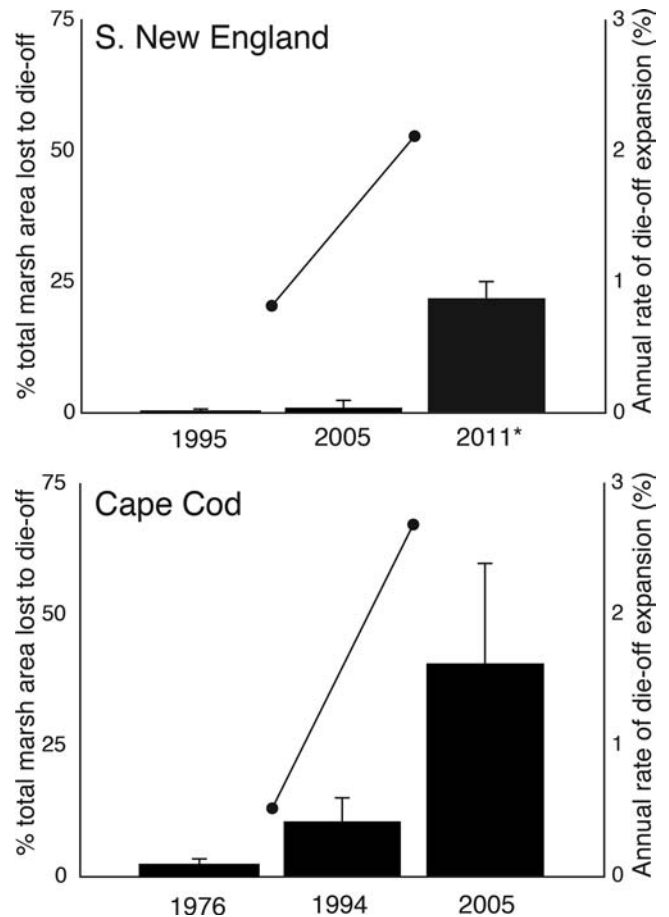 S. New England
% total marsh area lost to die-off
75
50
25
0
3
2
1
0
Annual rate of die-off expansion (%)
1995 2005 2011*
Cape Cod
% total marsh area lost to die-off
75
50
25
0
3
2
1
0
Annual rate of die-off expansion (%)
1976 1994 2005